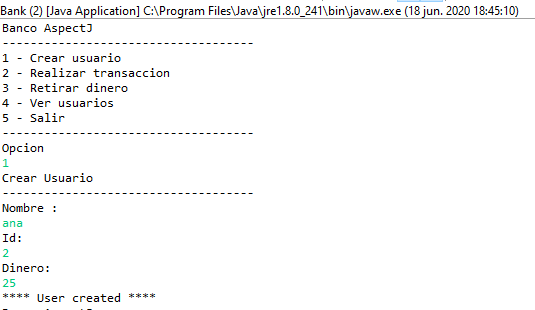 Bank (2) [Java Application] C:\Program Files\Java\jre1.8.0_241\bin\javaw.exe (18 jun. 2020 18:45:10)
Banco AspectJ
----------------------------------
1 - Crear usuario
2 - Realizar transaccion
3 - Retirar dinero
4 - Ver usuarios
5 - Salir
----------------------------------
Opcion
1
Crear Usuario
----------------------------------
Nombre :
ana
Id:
2
Dinero:
25
**** User created ****